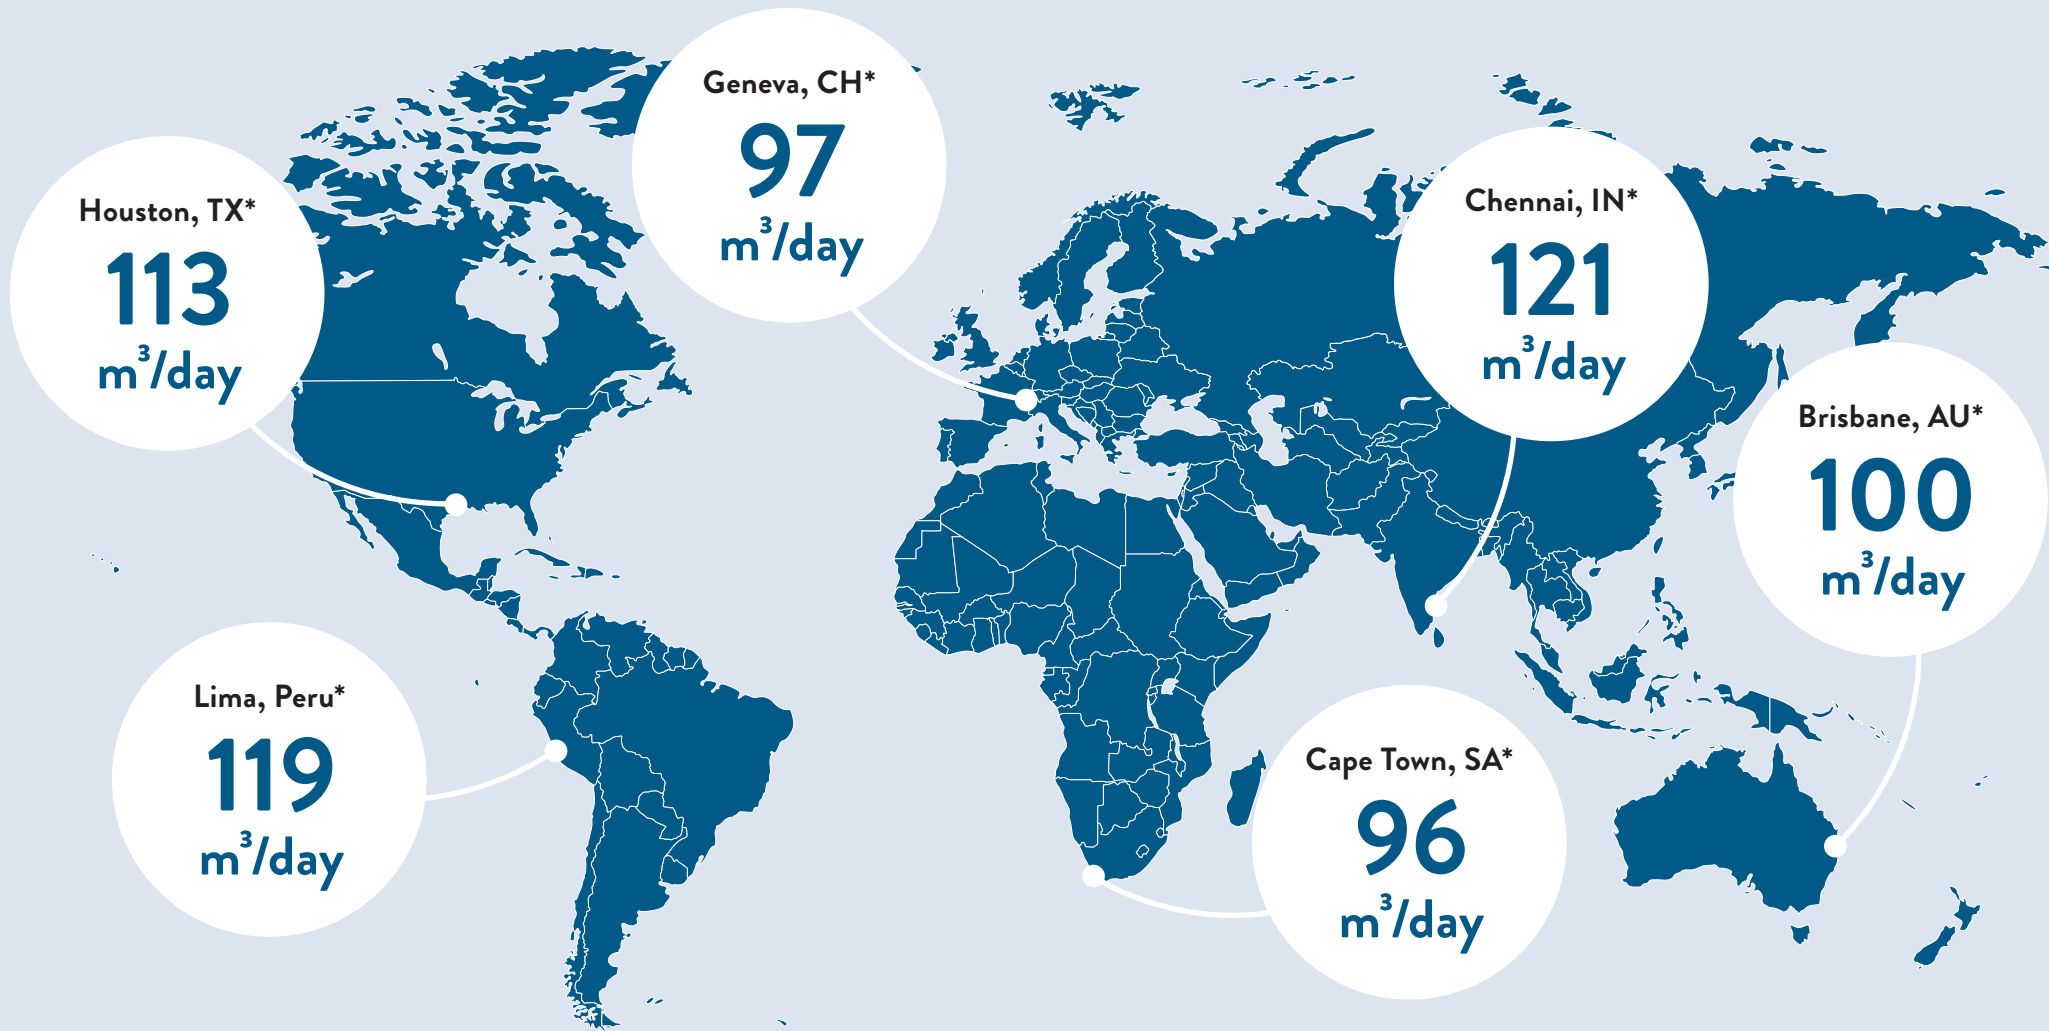 Geneva, CH*
97
m³/day
Houston, TX*
113
m³/day
Chennai, IN*
121
m³/day
Brisbane, AU*
100
m³/day
Lima, Peru*
119
m³/day
Cape Town, SA*
96
m³/day